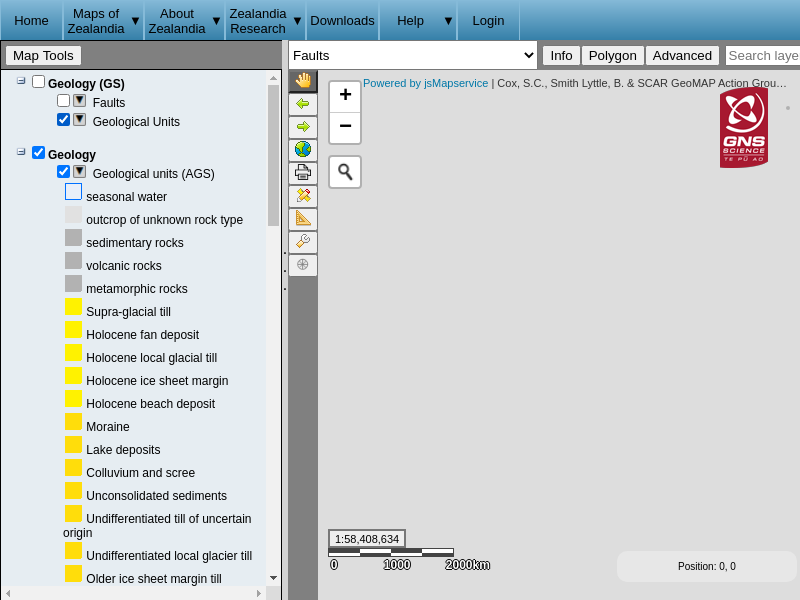 Home
Maps of Zealandia ▼
About Zealandia ▼
Zealandia Research ▼
Downloads
Help ▼
Login
Map Tools
Faults
Info
Polygon
Advanced
Search laye
Geology (GS)
Faults
Geological Units
Geology
Geological units (AGS)
seasonal water
outcrop of unknown rock type
sedimentary rocks
volcanic rocks
metamorphic rocks
Supra-glacial till
Holocene fan deposit
Holocene local glacial till
Holocene ice sheet margin
Holocene beach deposit
Moraine
Lake deposits
Colluvium and scree
Unconsolidated sediments
Undifferentiated till of uncertain
origin
Undifferentiated local glacier till
Older ice sheet margin till
+
−
Powered by jsMapservice | Cox, S.C., Smith Lyttle, B. & SCAR GeoMAP Action Grou…
GNS
SCIENCE
TE PŪ AO
1:58,408,634
0 1000 2000km
Position: 0, 0